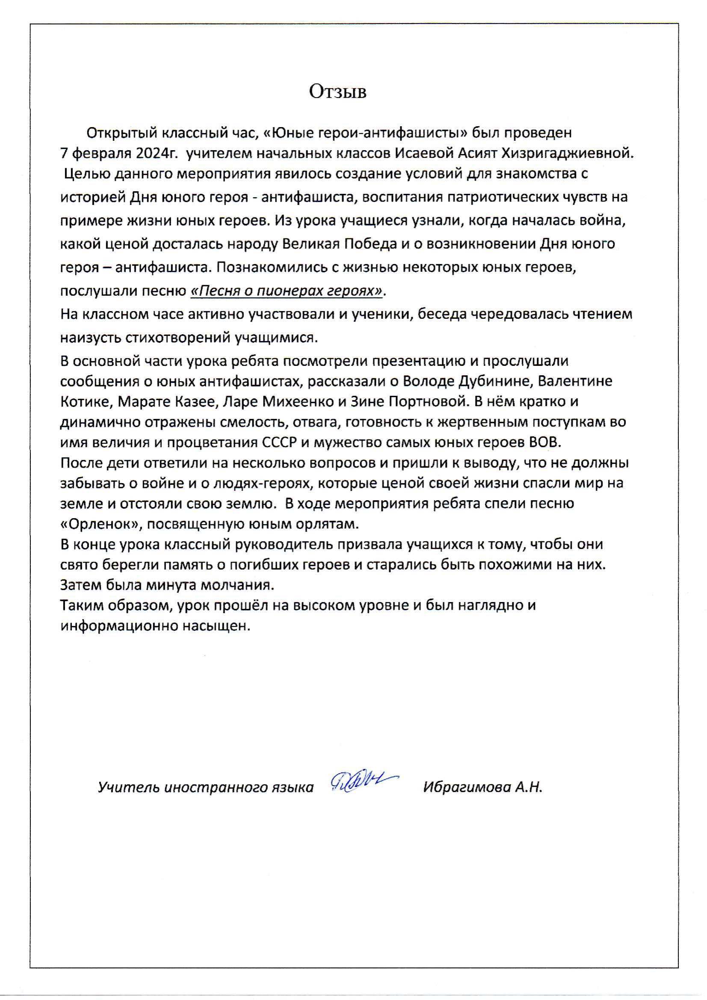 Отзыв
Открытый классный час, «Юные герои-антифашисты» был проведен
7 февраля 2024г.  учителем начальных классов Исаевой Асият Хизригаджиевной.
Целью данного мероприятия явилось создание условий для знакомства с
историей Дня юного героя - антифашиста, воспитания патриотических чувств на
примере жизни юных героев. Из урока учащиеся узнали, когда началась война,
какой ценой досталась народу Великая Победа и о возникновении Дня юного
героя – антифашиста. Познакомились с жизнью некоторых юных героев,
послушали песню «Песня о пионерах героях».
На классном часе активно участвовали и ученики, беседа чередовалась чтением
наизусть стихотворений учащимися.
В основной части урока ребята посмотрели презентацию и прослушали
сообщения о юных антифашистах, рассказали о Володе Дубинине, Валентине
Котике, Марате Казее, Ларе Михеенко и Зине Портновой. В нём кратко и
динамично отражены смелость, отвага, готовность к жертвенным поступкам во
имя величия и процветания СССР и мужество самых юных героев ВОВ.
После дети ответили на несколько вопросов и пришли к выводу, что не должны
забывать о войне и о людях-героях, которые ценой своей жизни спасли мир на
земле и отстояли свою землю.  В ходе мероприятия ребята спели песню
«Орленок», посвященную юным орлятам.
В конце урока классный руководитель призвала учащихся к тому, чтобы они
свято берегли память о погибших героев и старались быть похожими на них.
Затем была минута молчания.
Таким образом, урок прошёл на высоком уровне и был наглядно и
информационно насыщен.
Учитель иностранного языка Ибрагимова А.Н.